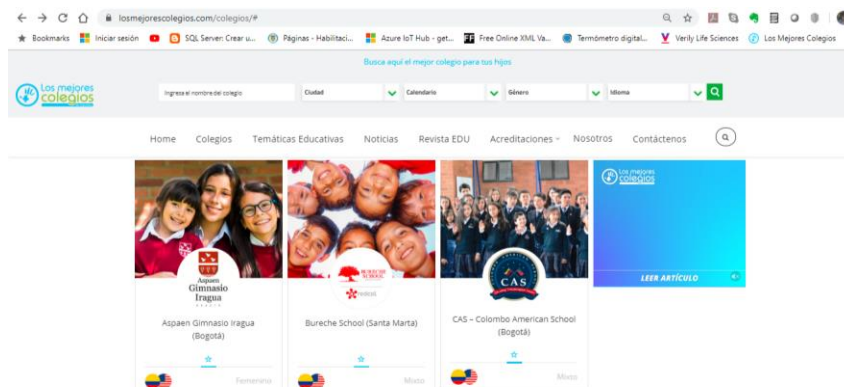 losmejorescolegios.com/colegios/#
Bookmarks Iniciar sesión SQL Server: Crear u... Páginas - Habilitaci... Azure IoT Hub - get... Free Online XML Va... Termómetro digital... Verily Life Sciences Los Mejores Colegios
Busca aquí el mejor colegio para tus hijos
Los mejores
colegios
Ingresa el nombre del colegio Ciudad Calendario Género Idioma
Home Colegios Temáticas Educativas Noticias Revista EDU Acreditaciones Nosotros Contáctenos
Los mejores
colegios
LEER ARTÍCULO
Aspaen
Gimnasio
Iragua
BURECHE
SCHOOL
CAS
Aspaen Gimnasio Iragua
(Bogotá)
Bureche School (Santa Marta)
CAS – Colombo American School
(Bogotá)
Femenino
Mixto
Mixto